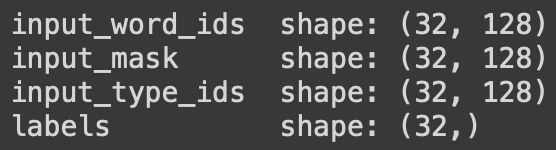 input_word_ids  shape: (32, 128)
input_mask      shape: (32, 128)
input_type_ids  shape: (32, 128)
labels          shape: (32,)